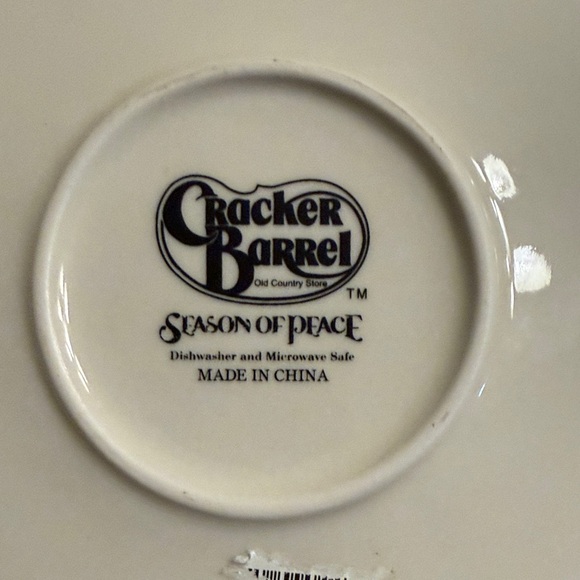 Cracker
Barrel
Old Country Store
TM
SEASON OF PEACE
Dishwasher and Microwave Safe
MADE IN CHINA